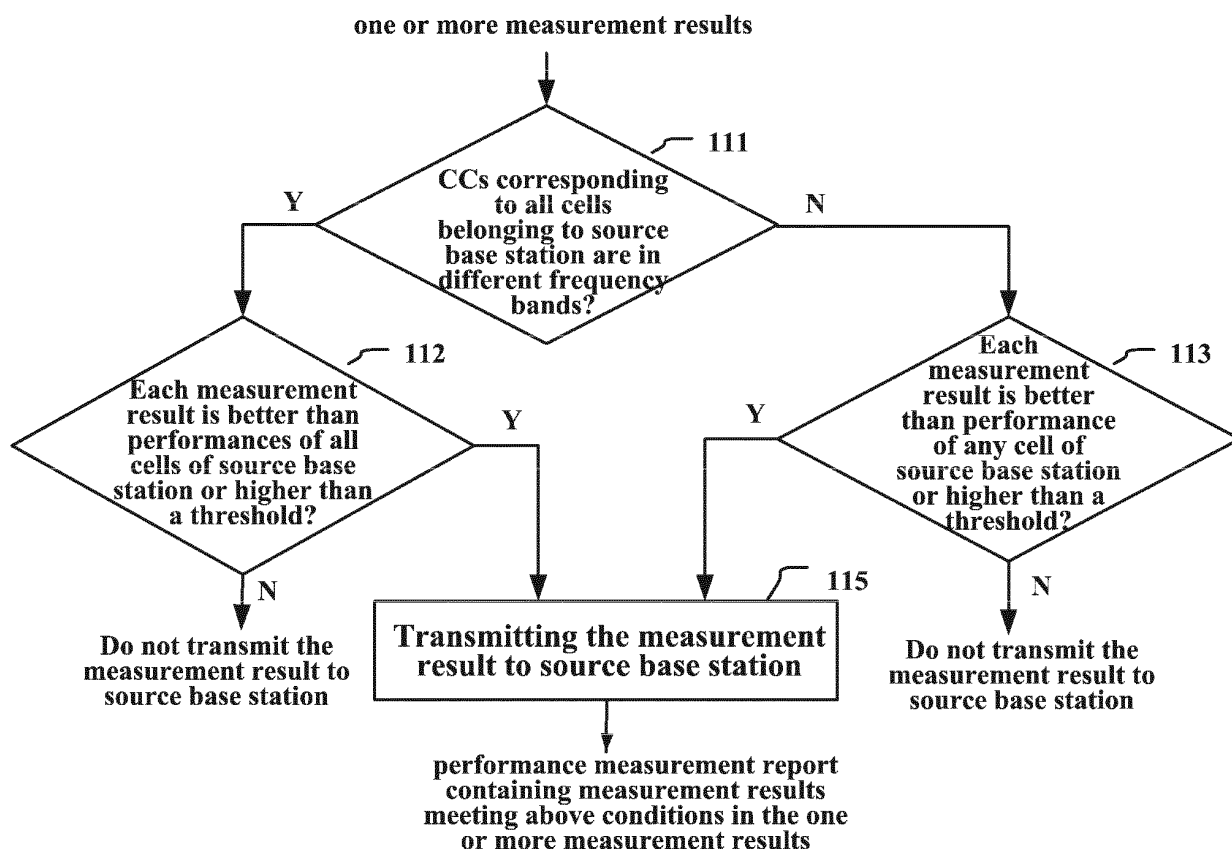 one or more measurement results
111
CCs corresponding
to all cells
belonging to source
base station are in
different frequency
bands?
Y
N
112
Each measurement
result is better than
performances of all
cells of source base
station or higher than
a threshold?
Y
N
113
Each
measurement
result is better
than performance
of any cell of
source base station
or higher than a
threshold?
Y
N
Do not transmit the
measurement result to
source base station
115
Transmitting the measurement
result to source base station
Do not transmit the
measurement result to
source base station
performance measurement report
containing measurement results
meeting above conditions in the one
or more measurement results